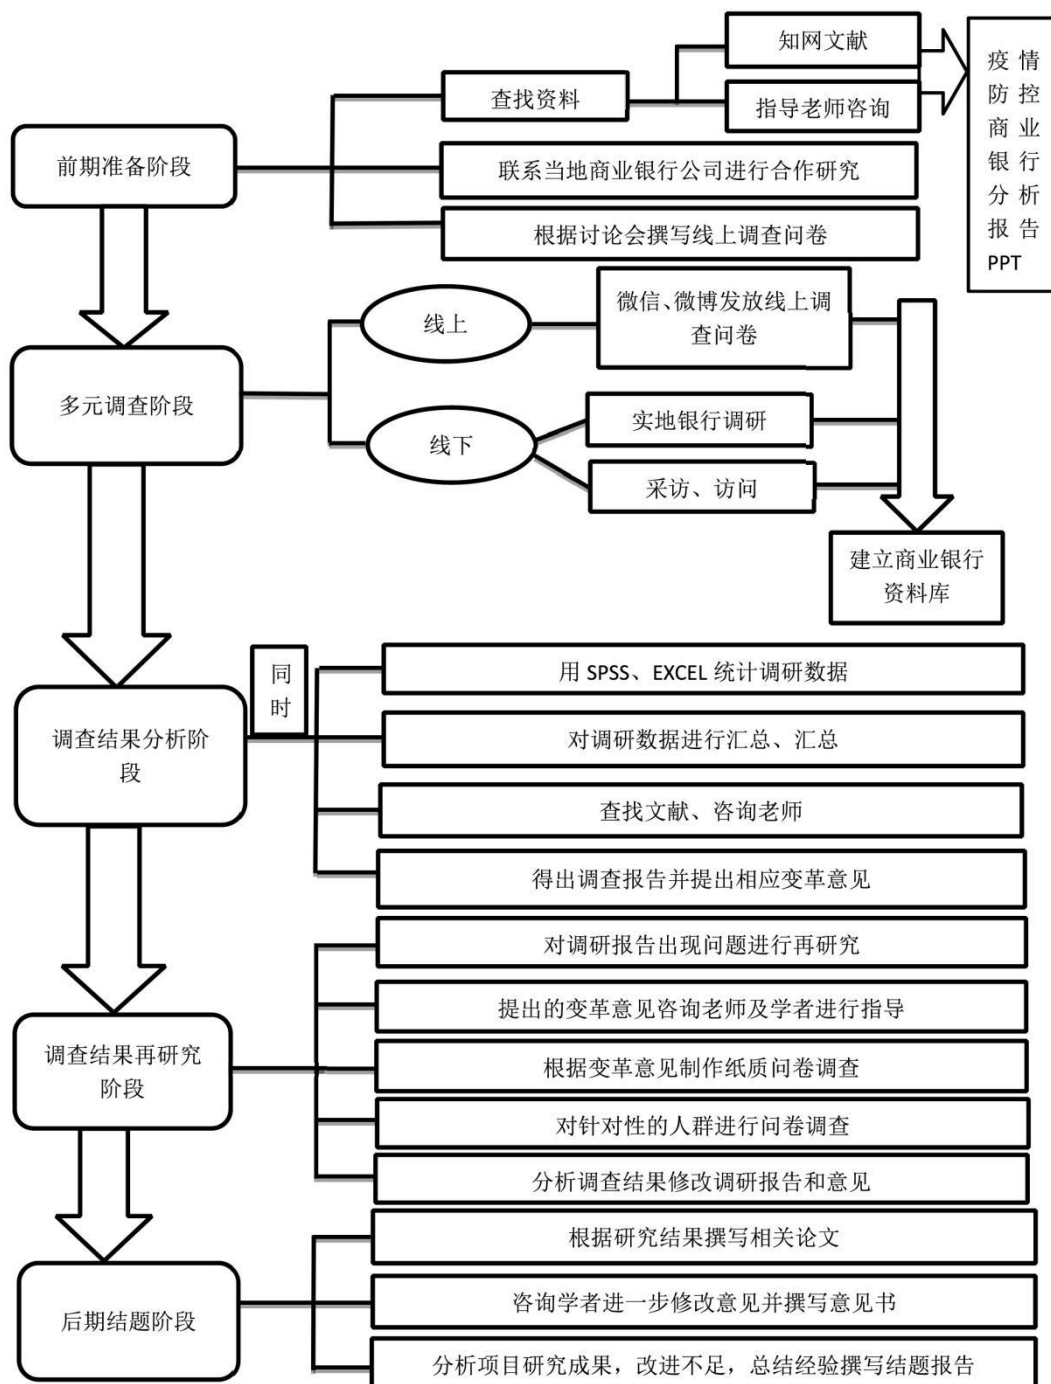 知网文献
查找资料
指导老师咨询
疫 情
防 控
商 业
银 行
分 析
报 告
PPT
前期准备阶段
联系当地商业银行公司进行合作研究
根据讨论会撰写线上调查问卷
线上
微信、微博发放线上调
查问卷
多元调查阶段
线下
实地银行调研
采访、访问
建立商业银行
资料库
同
时
用 SPSS、EXCEL 统计调研数据
调查结果分析阶
段
对调研数据进行汇总、汇总
查找文献、咨询老师
得出调查报告并提出相应变革意见
对调研报告出现问题进行再研究
提出的变革意见咨询老师及学者进行指导
调查结果再研究
阶段
根据变革意见制作纸质问卷调查
对针对性的人群进行问卷调查
分析调查结果修改调研报告和意见
根据研究结果撰写相关论文
后期结题阶段
咨询学者进一步修改意见并撰写意见书
分析项目研究成果，改进不足，总结经验撰写结题报告